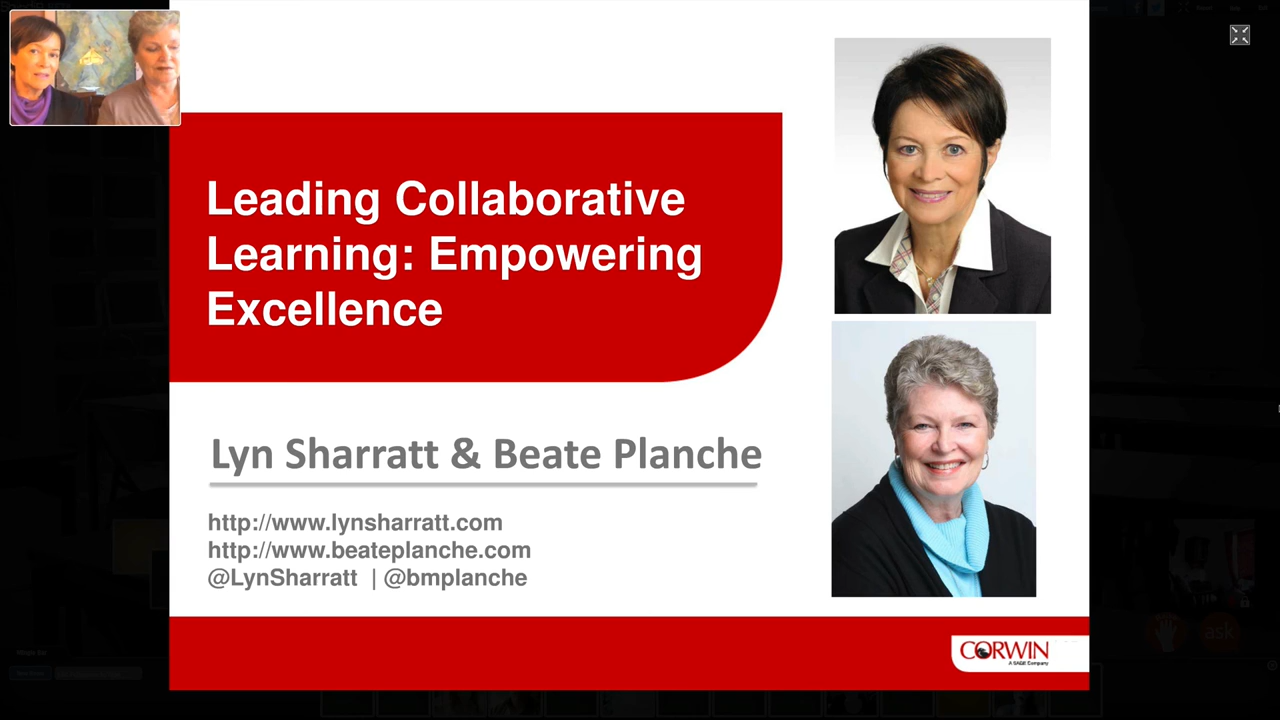 Leading Collaborative
Learning: Empowering
Excellence
Lyn Sharratt & Beate Planche
http://www.lynsharratt.com
http://www.beateplanche.com
@LynSharratt | @bmplanche
CORWIN
A SAGE Company
ask